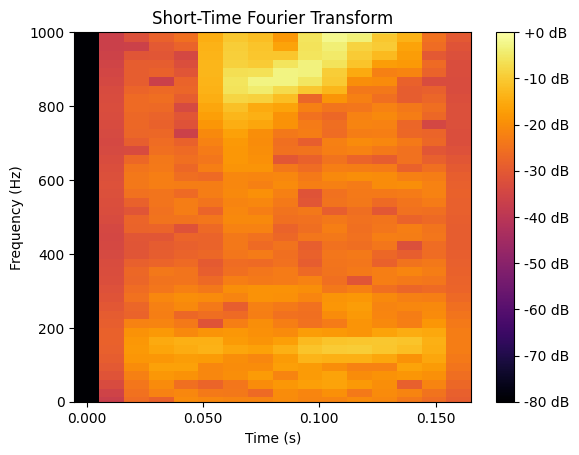 Short-Time Fourier Transform
1000
800
600
400
200
0
Frequency (Hz)
0.000
0.050
0.100
0.150
Time (s)
+0 dB
-10 dB
-20 dB
-30 dB
-40 dB
-50 dB
-60 dB
-70 dB
-80 dB